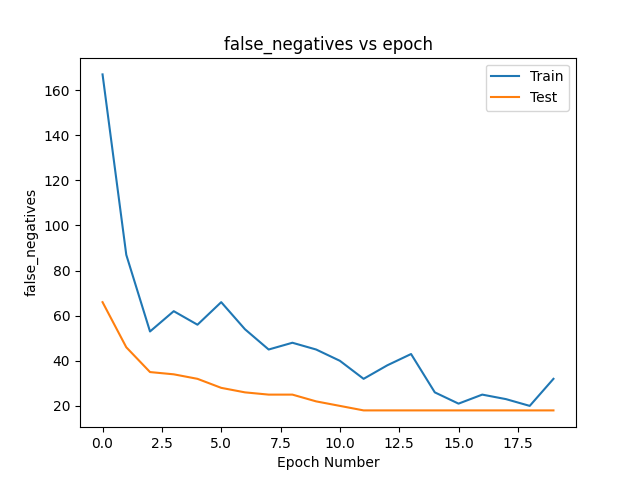 false_negatives vs epoch
Train
Test
false_negatives
160
140
120
100
80
60
40
20
0.0 2.5 5.0 7.5 10.0 12.5 15.0 17.5
Epoch Number